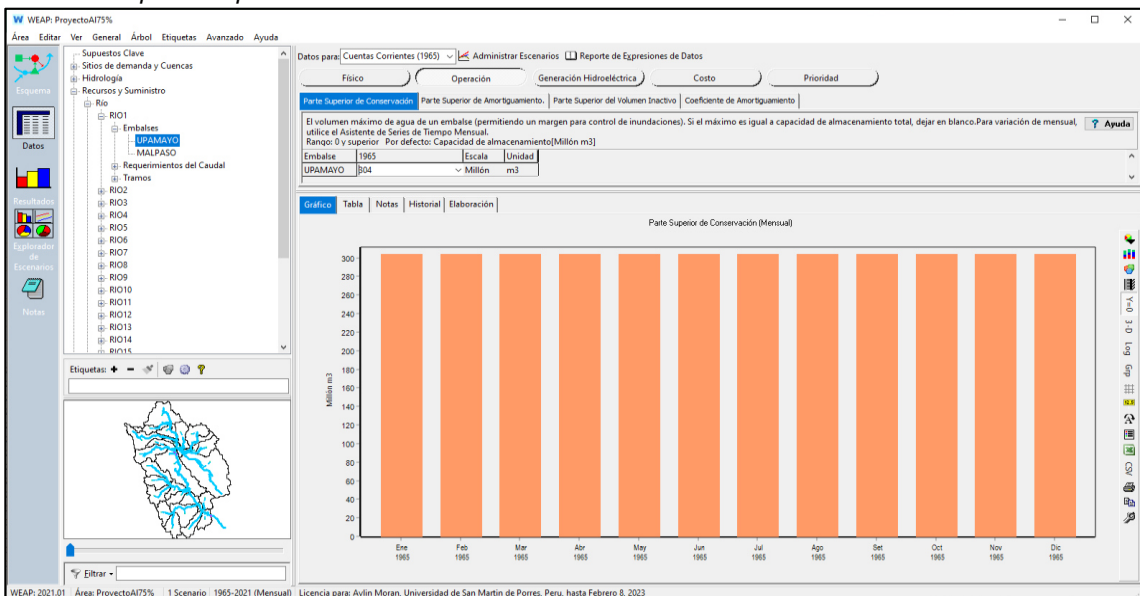 WEAP: ProyectoAI75%
Área Editar Ver General Árbol Etiquetas Avanzado Ayuda
Esquema
Datos
Resultados
Explorador de Escenarios
Notas
Supuestos Clave
Sitios de demanda y Cuencas
Hidrología
Recursos y Suministro
Río
RIO1
Embalses
UPAMAYO
MALPASO
Requerimientos del Caudal
Tramos
RIO2
RIO3
RIO4
RIO5
RIO6
RIO7
RIO8
RIO9
RIO10
RIO11
RIO12
RIO13
RIO14
RIO15
Etiquetas:
Filtrar
Datos para: Cuentas Corrientes (1965) Administrar Escenarios Reporte de Expresiones de Datos
Físico Operación Generación Hidroeléctrica Costo Prioridad
Parte Superior de Conservación Parte Superior de Amortiguamiento. Parte Superior del Volumen Inactivo Coeficiente de Amortiguamiento
El volumen máximo de agua de un embalse (permitiendo un margen para control de inundaciones). Si el máximo es igual a capacidad de almacenamiento total, dejar en blanco.Para variación de mensual,
utilice el Asistente de Series de Tiempo Mensual.
Rango: 0 y superior Por defecto: Capacidad de almacenamiento[Millón m3]
? Ayuda
Embalse 1965 Escala Unidad
UPAMAYO 304 Millón m3
Gráfico Tabla Notas Historial Elaboración
Parte Superior de Conservación (Mensual)
Millón m3
300
280
260
240
220
200
180
160
140
120
100
80
60
40
20
0
Ene Feb Mar Abr May Jun Jul Ago Set Oct Nov Dic
1965 1965 1965 1965 1965 1965 1965 1965 1965 1965 1965 1965
Y=0
3-D
Log
Grp
CSV
WEAP: 2021.01 Área: ProyectoAI75% 1 Scenario 1965-2021 (Mensual) Licencia para: Aylin Moran, Universidad de San Martin de Porres, Peru, hasta Febrero 8, 2023